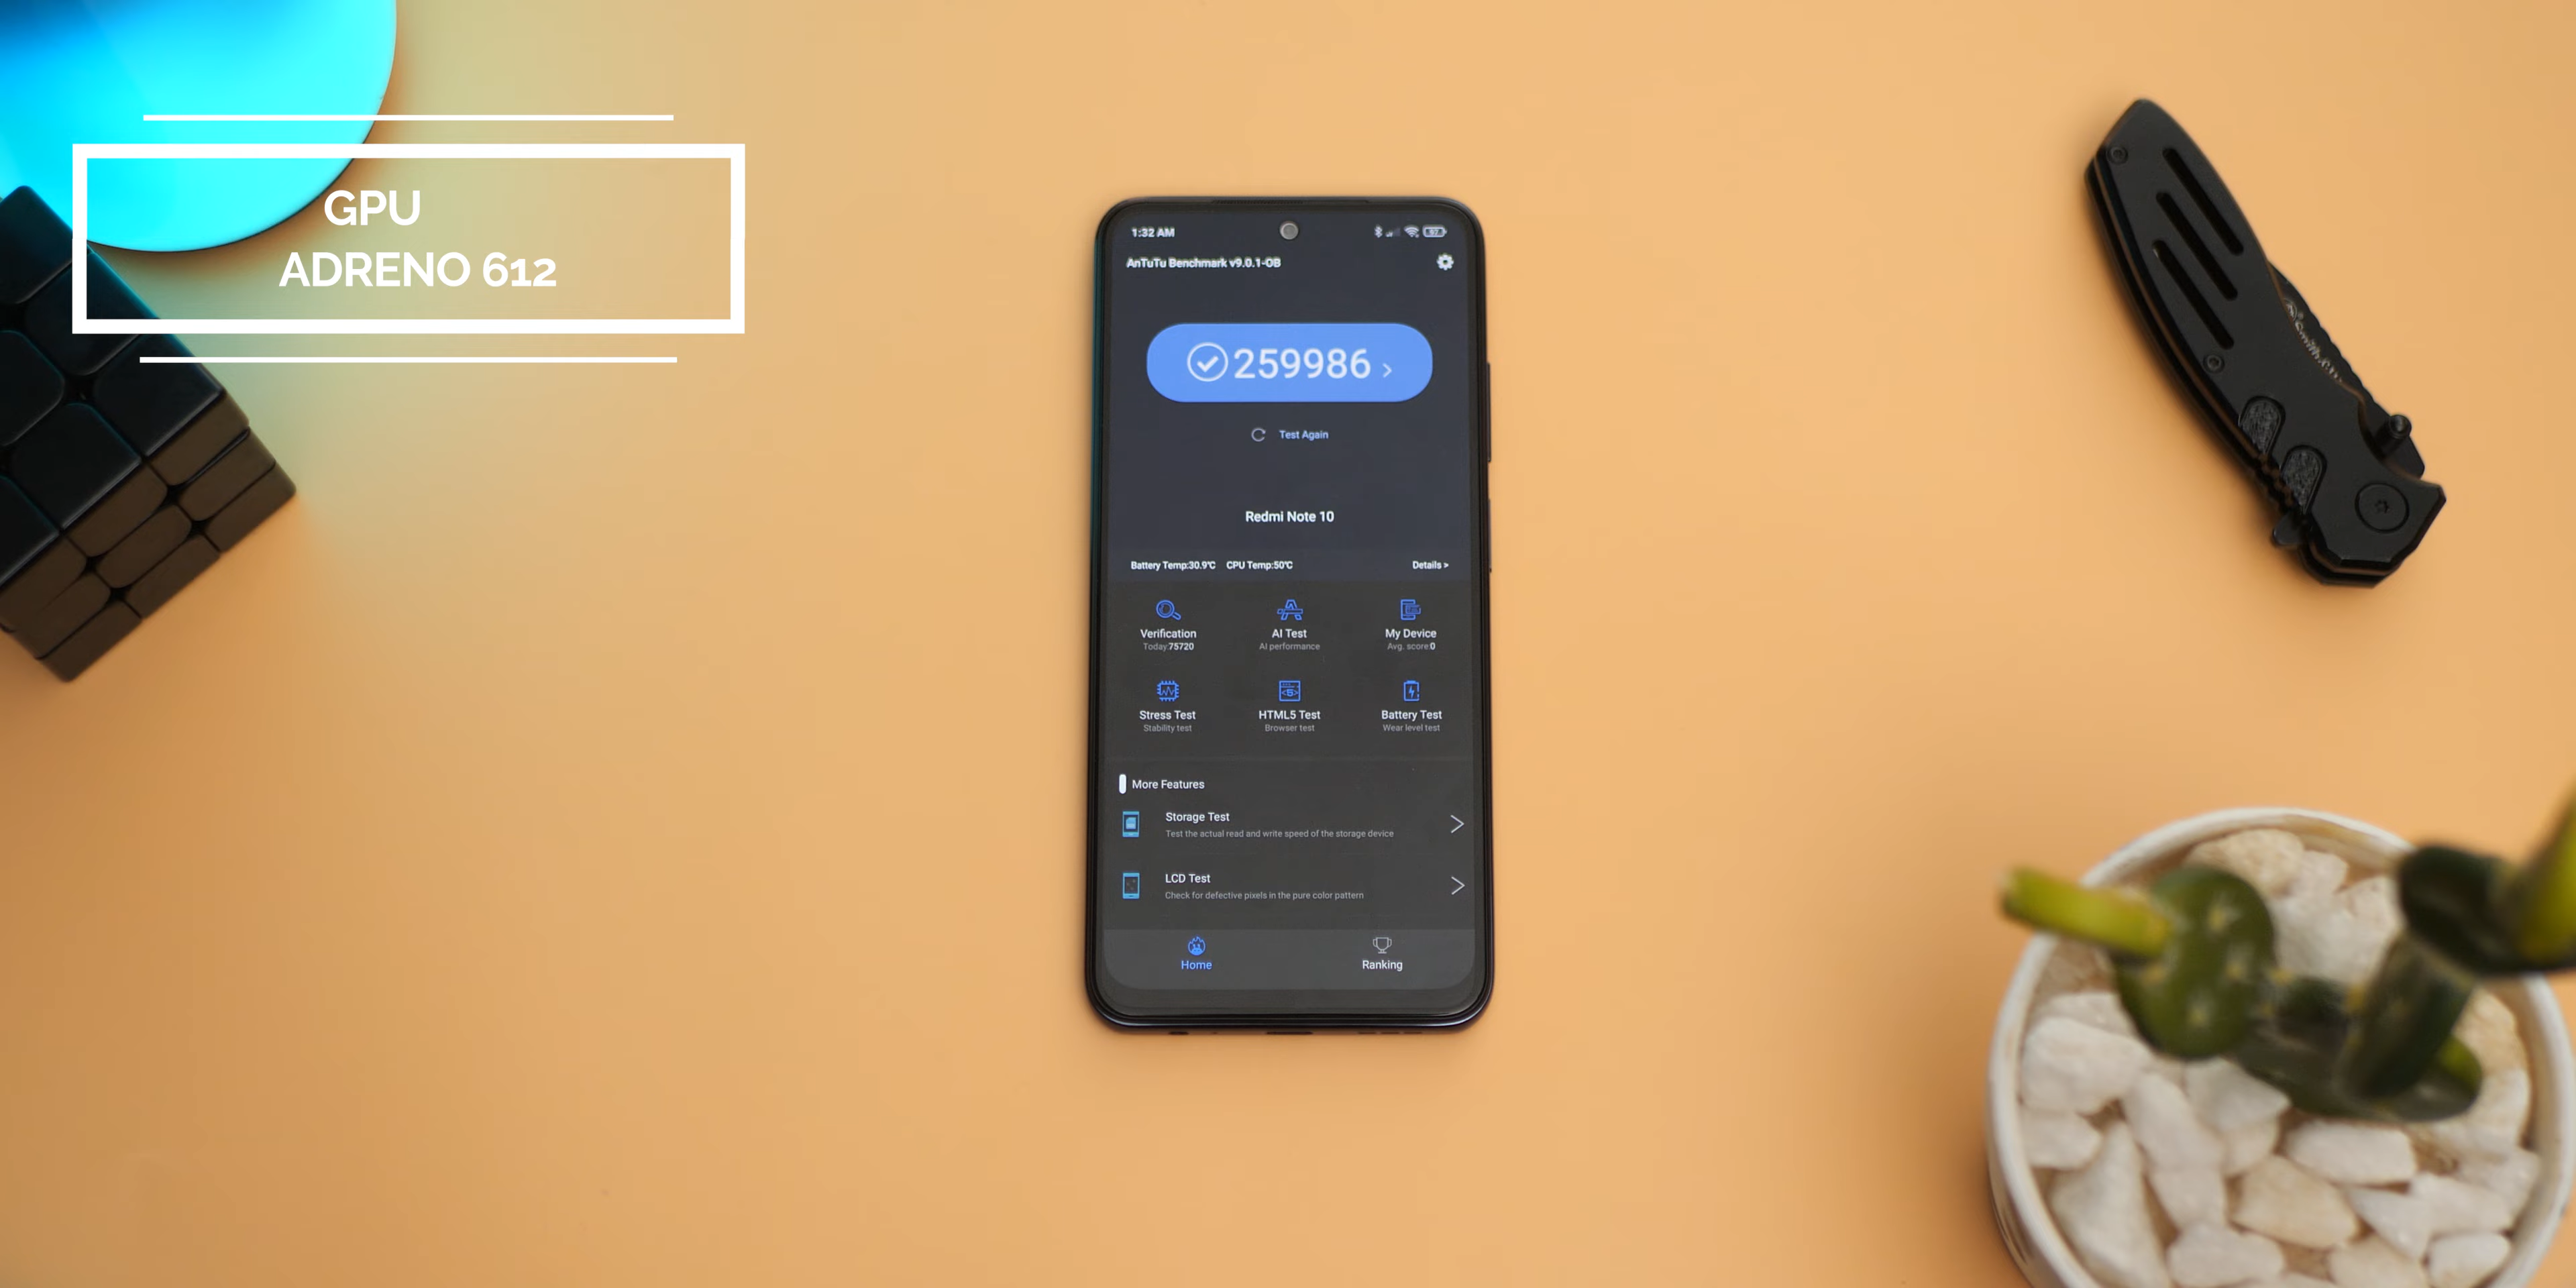 GPU
ADRENO 612
1:32 AM
57
AnTuTu Benchmark v9.0.1-OB
259986 >
Test Again
Redmi Note 10
Battery Temp:30.9℃ CPU Temp:50℃ Details >
Verification AI Test My Device
Today:75720 AI performance Avg. score:0
Stress Test HTML5 Test Battery Test
Stability test Browser test Wear level test
More Features
Storage Test
Test the actual read and write speed of the storage device
LCD Test
Check for defective pixels in the pure color pattern
Home Ranking